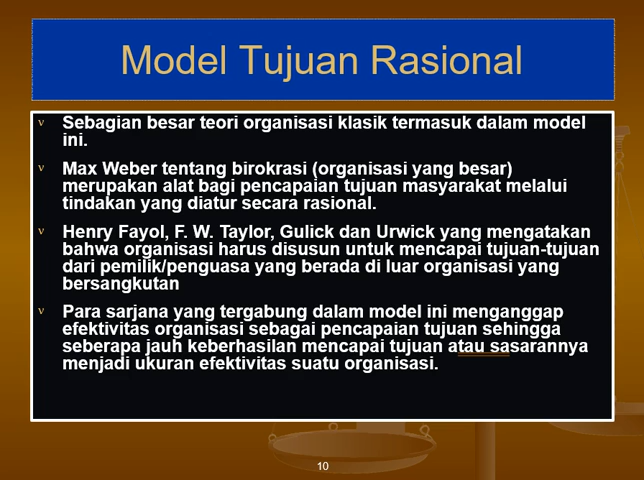 Model Tujuan Rasional
Sebagian besar teori organisasi klasik termasuk dalam model
ini.
Max Weber tentang birokrasi (organisasi yang besar)
merupakan alat bagi pencapaian tujuan masyarakat melalui
tindakan yang diatur secara rasional.
Henry Fayol, F. W. Taylor, Gulick dan Urwick yang mengatakan
bahwa organisasi harus disusun untuk mencapai tujuan-tujuan
dari pemilik/penguasa yang berada di luar organisasi yang
bersangkutan
Para sarjana yang tergabung dalam model ini menganggap
efektivitas organisasi sebagai pencapaian tujuan sehingga
seberapa jauh keberhasilan mencapai tujuan atau sasarannya
menjadi ukuran efektivitas suatu organisasi.
10